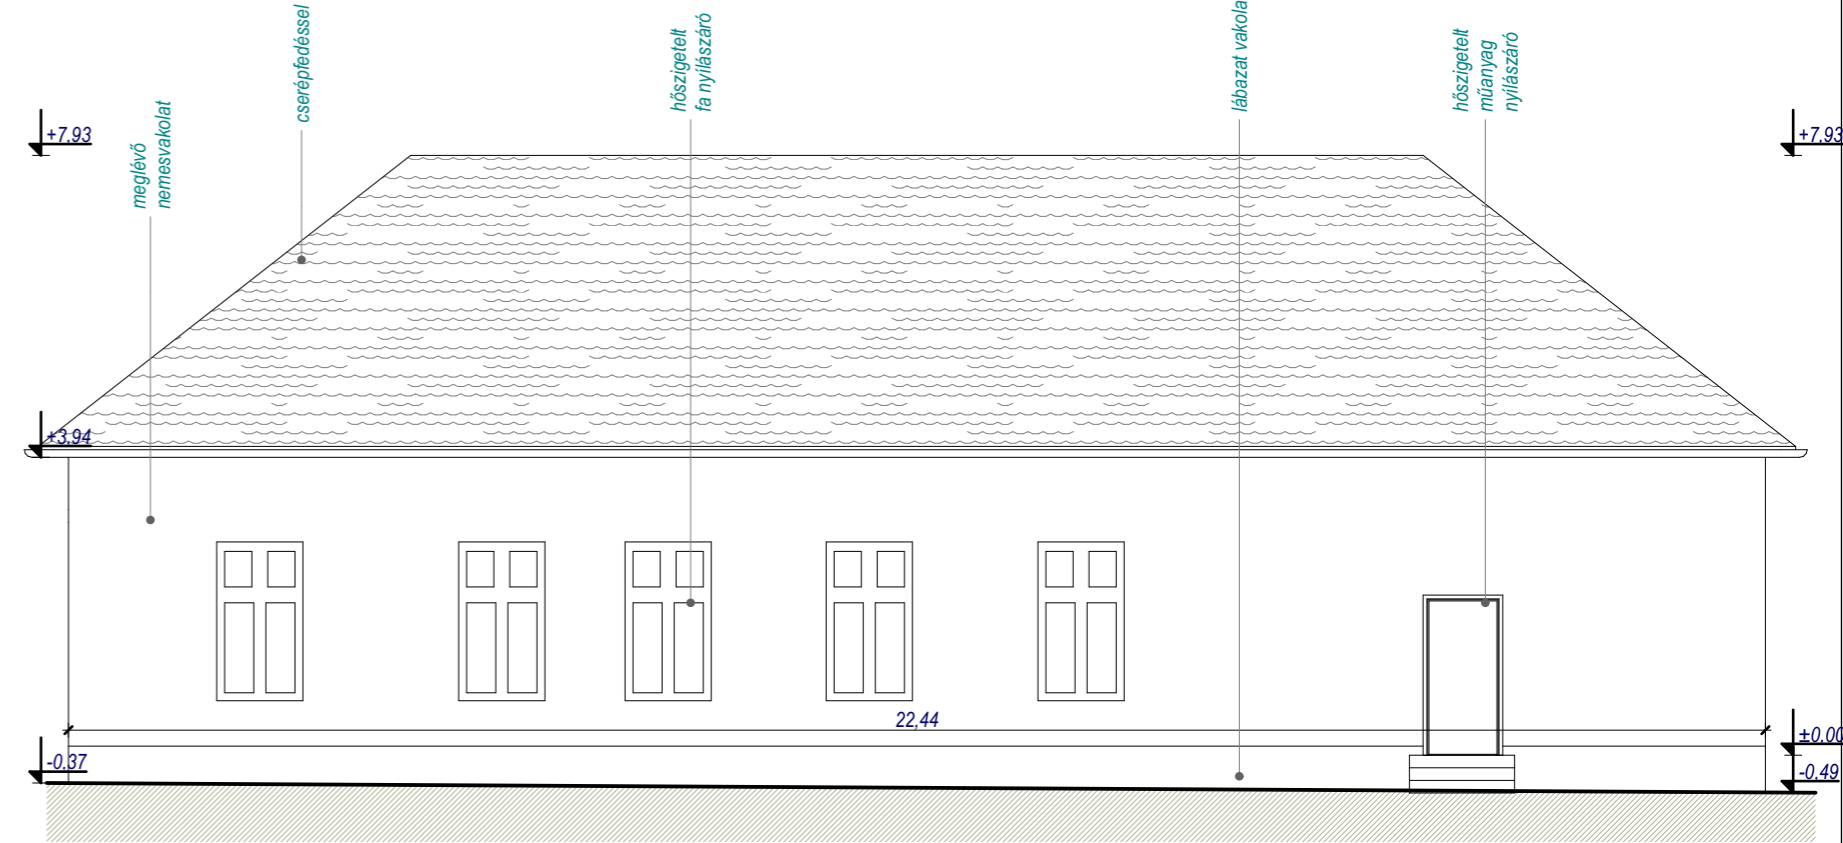 cserépfedéssel
hőszigetelt
fa nyílászáró
lábazat vakola
hőszigetelt
műanyag
nyílászáró
meglévő
nemesvakolat
+7,93
+7,93
+3,94
22,44
-0,37
±0,00
-0,49